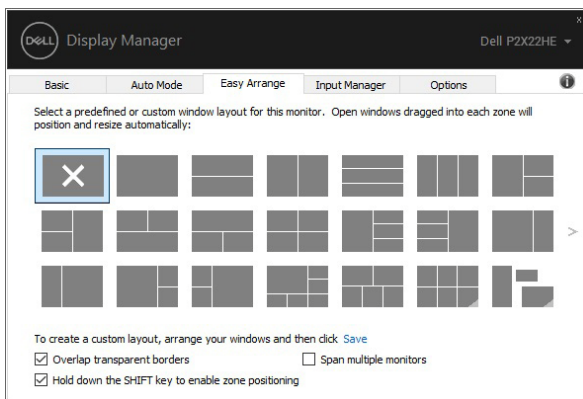 x
DELL Display Manager Dell P2X22HE
Basic Auto Mode Easy Arrange Input Manager Options
Select a predefined or custom window layout for this monitor. Open windows dragged into each zone will
position and resize automatically:
To create a custom layout, arrange your windows and then click Save
Overlap transparent borders Span multiple monitors
Hold down the SHIFT key to enable zone positioning